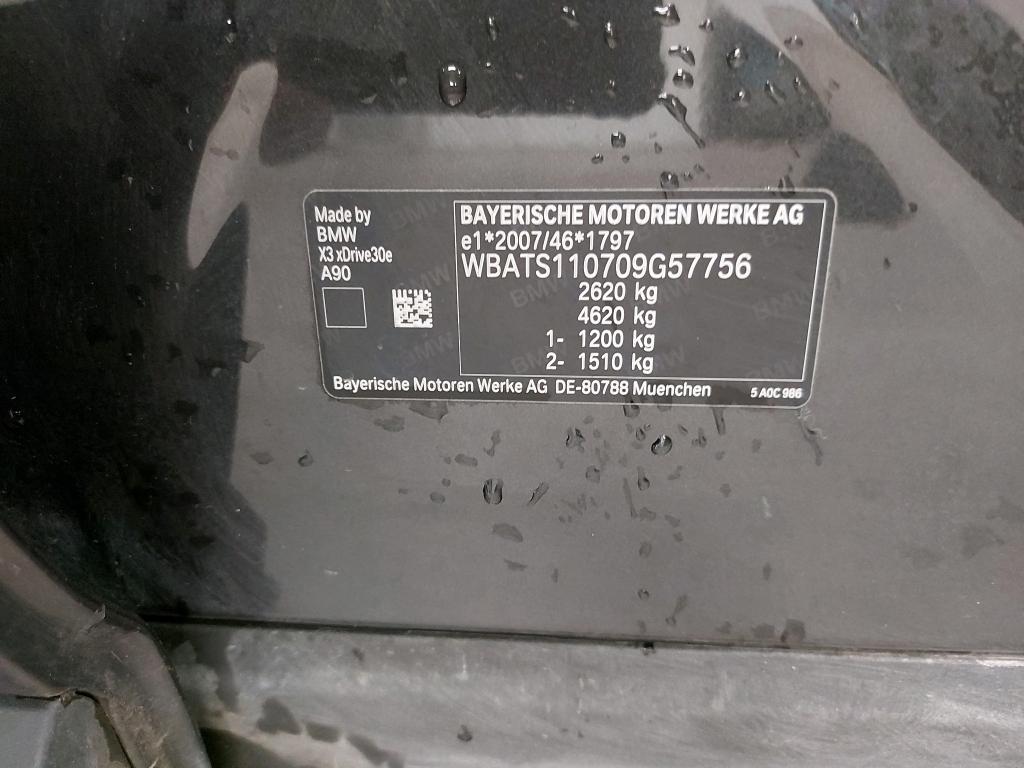 Made by
BMW
X3 xDrive30e
A90
BAYERISCHE MOTOREN WERKE AG
e1*2007/46*1797
WBATS110709G57756
2620 kg
4620 kg
1- 1200 kg
2- 1510 kg
Bayerische Motoren Werke AG DE-80788 Muenchen
5 A0C 986